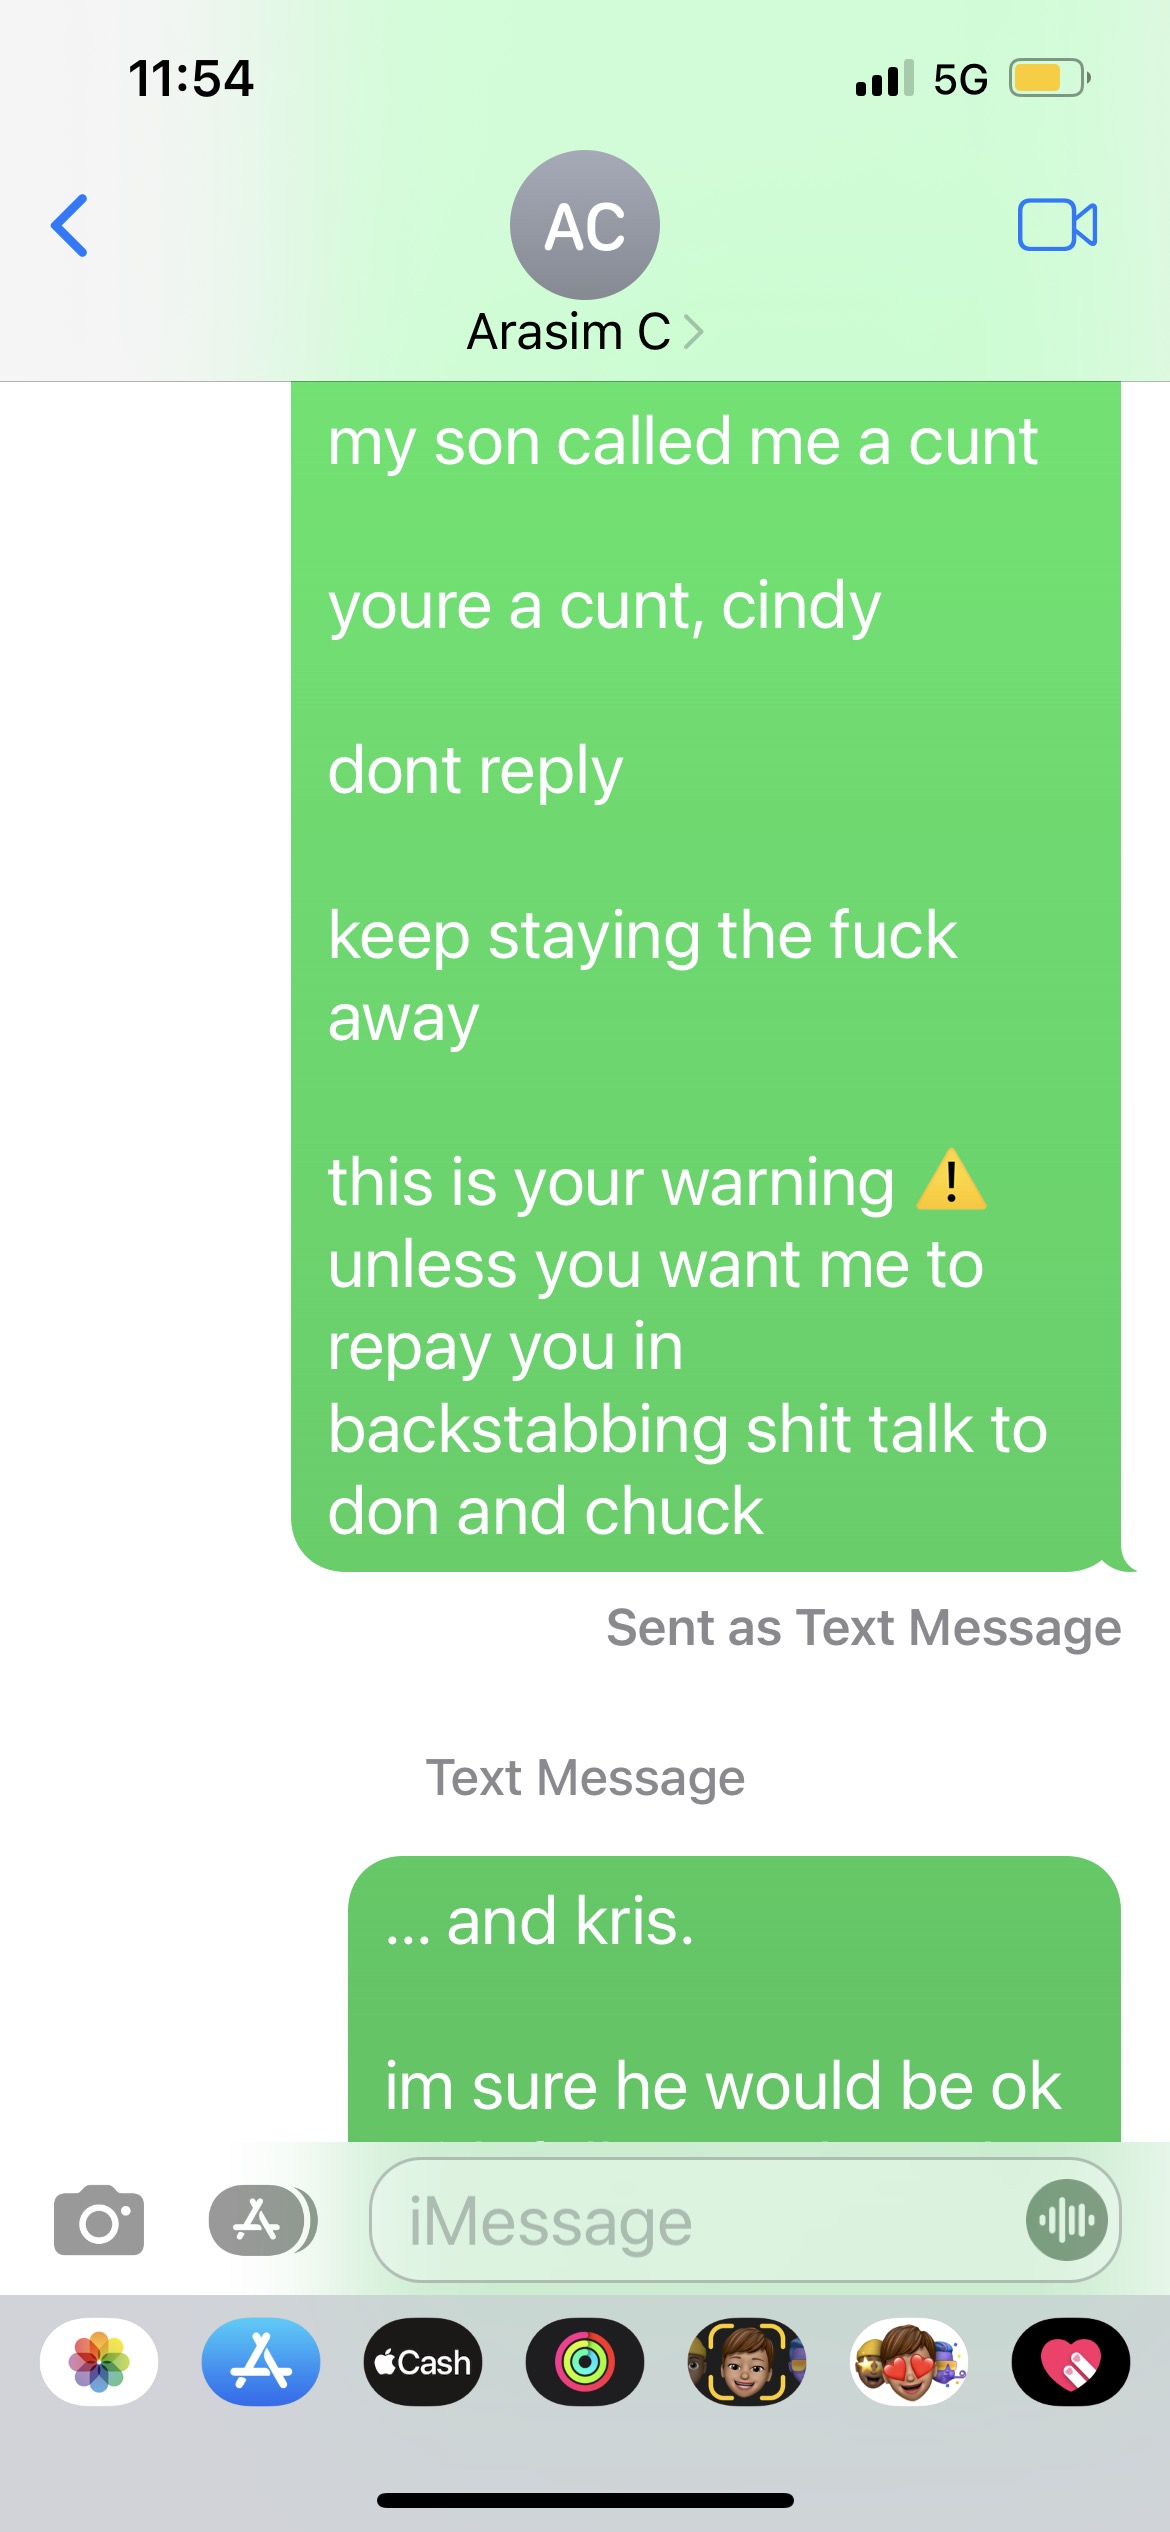 11:54
5G
AC
Arasim C
my son called me a cunt
youre a cunt, cindy
dont reply
keep staying the fuck
away
this is your warning ⚠️
unless you want me to
repay you in
backstabbing shit talk to
don and chuck
Sent as Text Message
Text Message
... and kris.
im sure he would be ok
iMessage
Cash